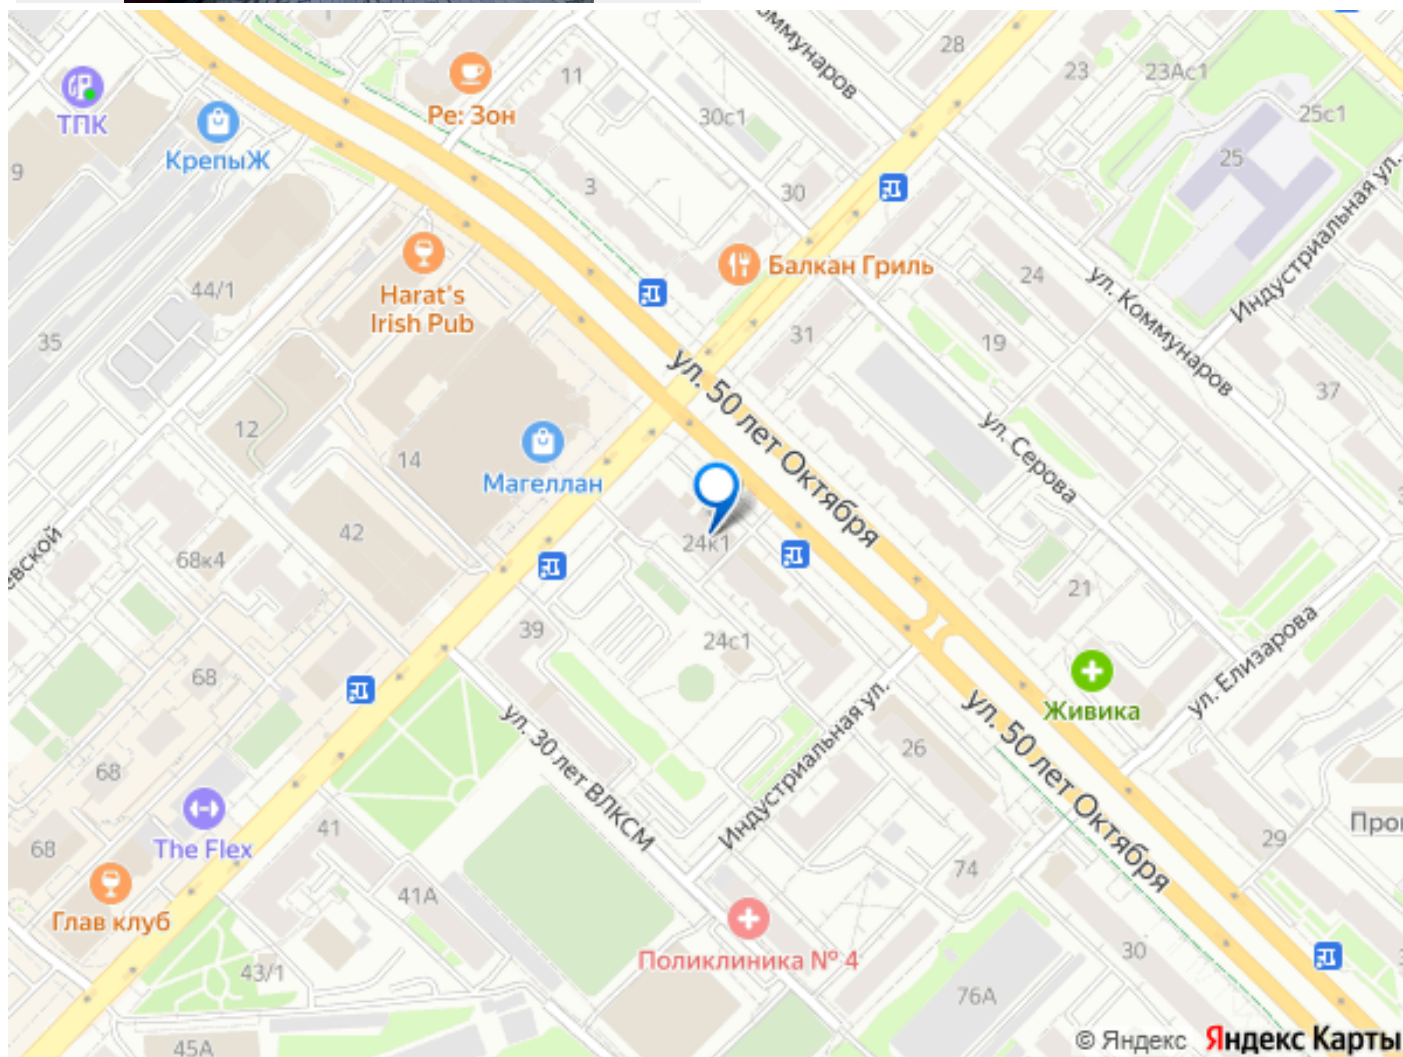 оммунаров
28
23
23Ас1
11
ТПК
Ре: Зон
30с1
25с1
КрепыЖ
25
9
3
30
Индустриальная ул.
Балкан Гриль
24
44/1
Harat's
Irish Pub
ул. Коммунаров
35
31
19
ул. 50 лет Октября
37
12
14
ул. Серова
Магеллан
42
24к1
евской
68к4
21
39
24с1
ул. Елизарова
68
Живика
ул. 30 лет ВЛКСМ
Индустриальная ул.
26
ул. 50 лет Октября
68
41
Про
29
68
The Flex
74
41А
Глав клуб
Поликлиника № 4
30
43/1
76А
45А
© Яндекс Яндекс Карты